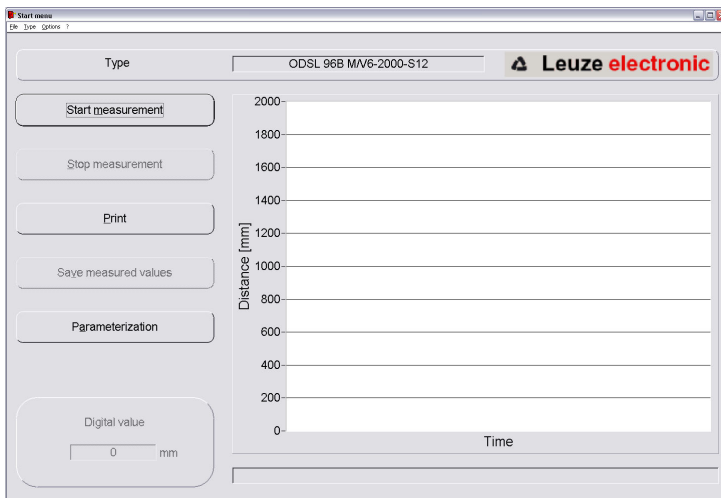 Start menu
File Type Options ?
Type
ODSL 96B M/V6-2000-S12
Leuze electronic
Start measurement
Stop measurement
Print
Save measured values
Parameterization
Digital value
0 mm
Distance [mm]
2000
1800
1600
1400
1200
1000
800
600
400
200
0
Time